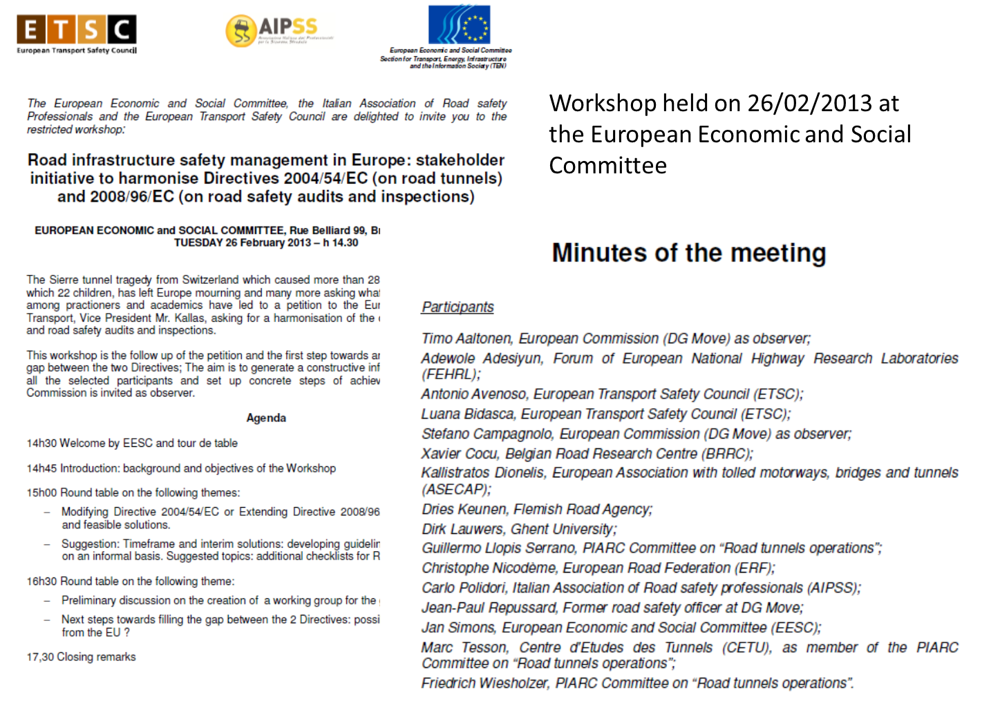 ETSC
European Transport Safety Council
AIPSS
Associazione Italiana dei Professionisti
per la Sicurezza Stradale
European Economic and Social Committee
Section for Transport, Energy, Infrastructure
and the Information Society (TEN)
The European Economic and Social Committee, the Italian Association of Road safety
Professionals and the European Transport Safety Council are delighted to invite you to the
restricted workshop:
Road infrastructure safety management in Europe: stakeholder
initiative to harmonise Directives 2004/54/EC (on road tunnels)
and 2008/96/EC (on road safety audits and inspections)
EUROPEAN ECONOMIC and SOCIAL COMMITTEE, Rue Belliard 99,
TUESDAY 26 February 2013 – h 14.30
The Sierre tunnel tragedy from Switzerland which caused more than 28
which 22 children, has left Europe mourning and many more asking what
among practioners and academics have led to a petition to the Eur
Transport, Vice President Mr. Kallas, asking for a harmonisation of the
and road safety audits and inspections.
This workshop is the follow up of the petition and the first step towards
gap between the two Directives; The aim is to generate a constructive inf
all the selected participants and set up concrete steps of achiev
Commission is invited as observer.
Agenda
14h30 Welcome by EESC and tour de table
14h45 Introduction: background and objectives of the Workshop
15h00 Round table on the following themes:
– Modifying Directive 2004/54/EC or Extending Directive 2008/96
and feasible solutions.
– Suggestion: Timeframe and interim solutions: developing guidelin
on an informal basis. Suggested topics: additional checklists for R
16h30 Round table on the following theme:
– Preliminary discussion on the creation of a working group for the
– Next steps towards filling the gap between the 2 Directives: possi
from the EU ?
17,30 Closing remarks
Workshop held on 26/02/2013 at
the European Economic and Social
Committee
Minutes of the meeting
Participants
Timo Aaltonen, European Commission (DG Move) as observer;
Adewole Adesiyun, Forum of European National Highway Research Laboratories
(FEHRL);
Antonio Avenoso, European Transport Safety Council (ETSC);
Luana Bidasca, European Transport Safety Council (ETSC);
Stefano Campagnolo, European Commission (DG Move) as observer;
Xavier Cocu, Belgian Road Research Centre (BRRC);
Kallistratos Dionelis, European Association with tolled motorways, bridges and tunnels
(ASECAP);
Dries Keunen, Flemish Road Agency;
Dirk Lauwers, Ghent University;
Guillermo Llopis Serrano, PIARC Committee on “Road tunnels operations”;
Christophe Nicodème, European Road Federation (ERF);
Carlo Polidori, Italian Association of Road safety professionals (AIPSS);
Jean-Paul Repussard, Former road safety officer at DG Move;
Jan Simons, European Economic and Social Committee (EESC);
Marc Tesson, Centre d’Etudes des Tunnels (CETU), as member of the PIARC
Committee on “Road tunnels operations”;
Friedrich Wiesholzer, PIARC Committee on “Road tunnels operations”.